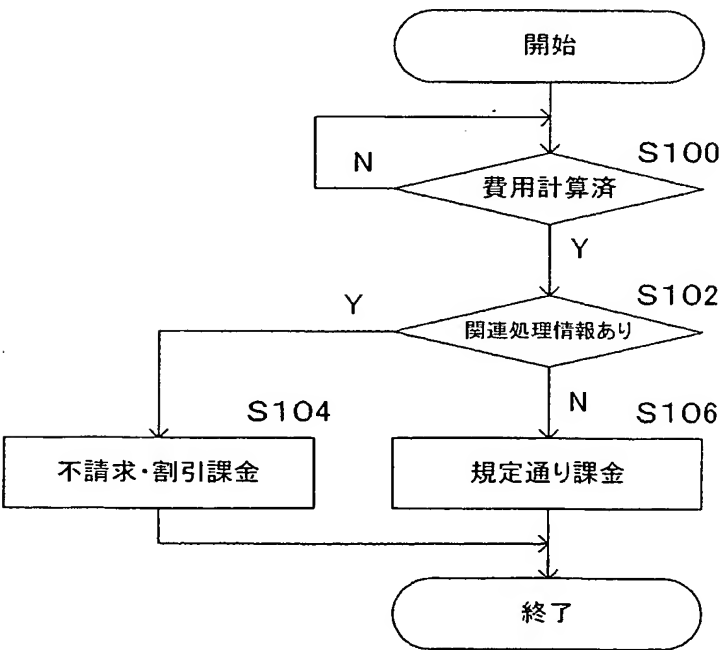 開始
S100
N
費用計算済
Y
S102
Y
関連処理情報あり
N
S104
S106
不請求・割引課金
規定通り課金
終了